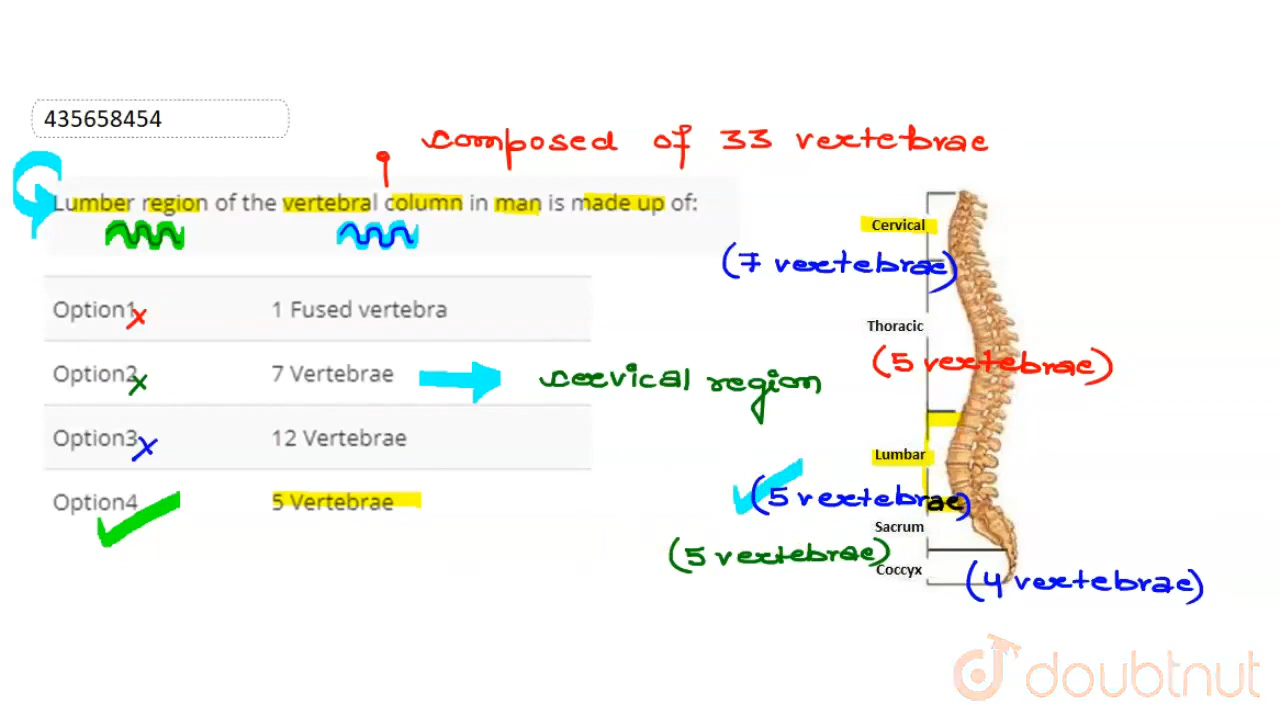 435658454
composed of 33 vertebrae
Lumber region of the vertebral column in man is made up of:
Cervical
(7 vertebrae)
Option1 x 1 Fused vertebra
Thoracic
(5 vertebrae)
Option2 x 7 Vertebrae
cervical region
Option3 x 12 Vertebrae
Lumbar
(5 vertebrae)
Option4 5 Vertebrae
Sacrum
(5 vertebrae)
Coccyx
(4 vertebrae)
doubtnut